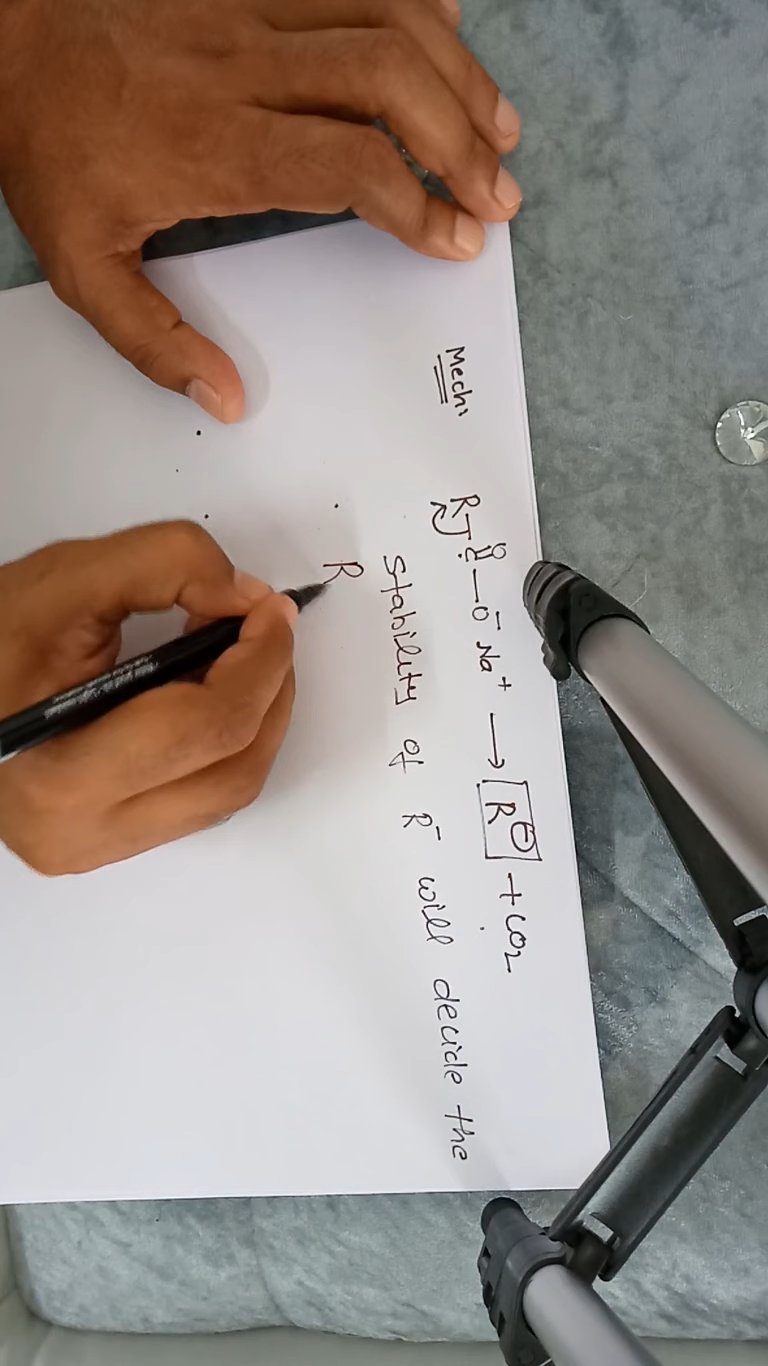 Mech:
R-C-O⁻ Na⁺ → R⊖ + CO2
O
Stability of R⁻ will decide the
R